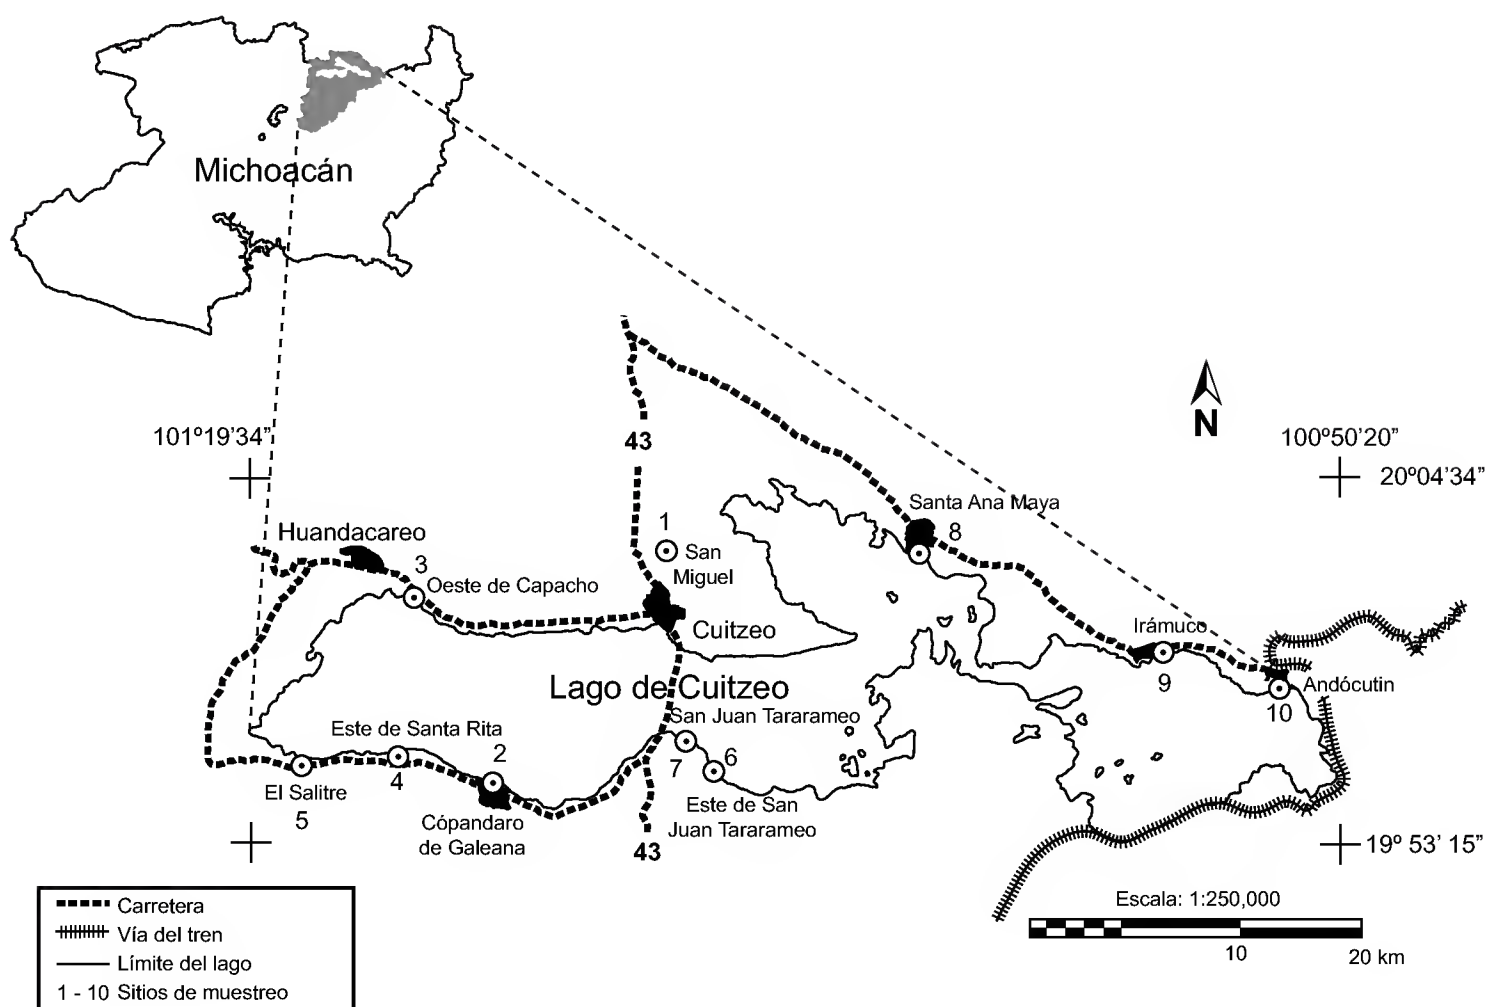 Michoacán
43
101º19'34"
100º50'20"
20º04'34"
Santa Ana Maya
8
Huandacareo
1
San
Miguel
3
Oeste de Capacho
Cuitzeo
Irámuco
9
Lago de Cuitzeo
Andócutin
10
San Juan Tararameo
7
6
Este de San
Juan Tararameo
Este de Santa Rita
4
2
El Salitre
5
Cópandaro
de Galeana
43
19º 53' 15"
Carretera
Vía del tren
Límite del lago
1 - 10 Sitios de muestreo
Escala: 1:250,000
10
20 km
N